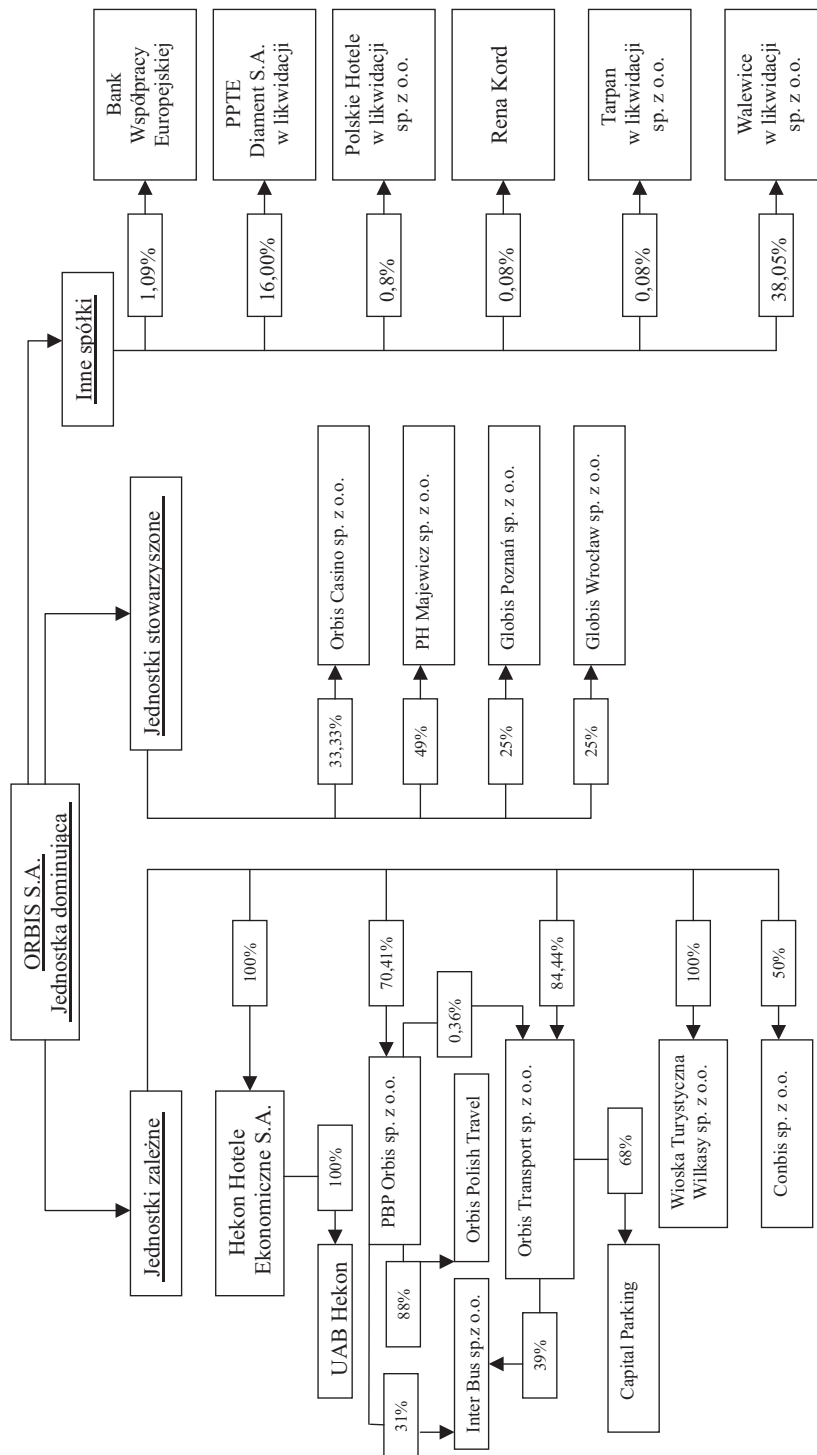 ORBIS S.A.
Jednostka dominująca
Jednostki zależne
Jednostki stowarzyszone
Inne spółki
Hekon Hotele
Ekonomiczne S.A.
100%
UAB Hekon
100%
PBP Orbis sp. z o.o.
70,41%
0,36%
88%
Orbis Polish Travel
31%
Inter Bus sp.z o.o.
39%
Orbis Transport sp. z o.o.
84,44%
68%
Capital Parking
Wioska Turystyczna
Wilkasy sp. z o.o.
100%
Conbis sp. z o.o.
50%
33,33%
Orbis Casino sp. z o.o.
49%
PH Majewicz sp. z o.o.
25%
Globis Poznań sp. z o.o.
25%
Globis Wrocław sp. z o.o.
1,09%
Bank
Współpracy
Europejskiej
16,00%
PPTE
Diament S.A.
w likwidacji
0,8%
Polskie Hotele
w likwidacji
sp. z o.o.
0,08%
Rena Kord
0,08%
Tarpan
w likwidacji
sp. z o.o.
38,05%
Walewice
w likwidacji
sp. z o.o.